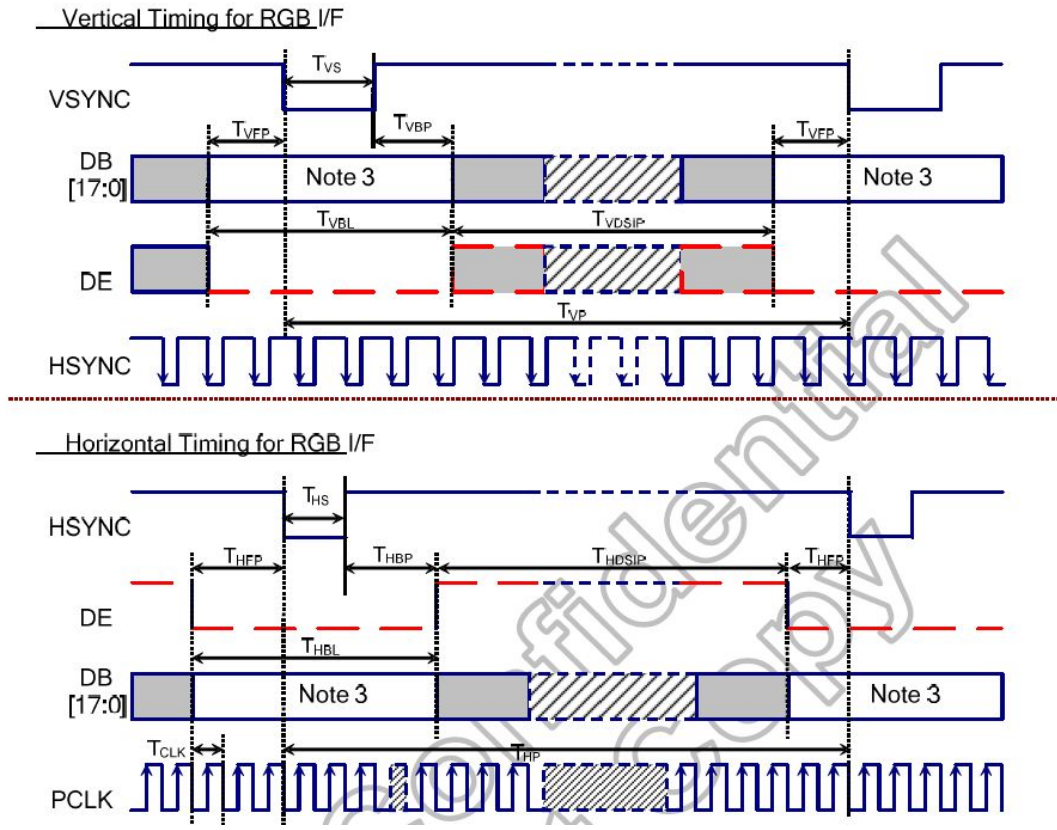 Vertical Timing for RGB I/F
TVS
VSYNC
TVFP
TVBP
TVFP
DB
[17:0]
Note 3
Note 3
TVBL
TVDSIP
DE
TVP
HSYNC
Horizontal Timing for RGB I/F
THS
HSYNC
THFP
THBP
THDSIP
THFP
DE
THBL
DB
[17:0]
Note 3
Note 3
TCLK
THP
PCLK
Confidential
Copy